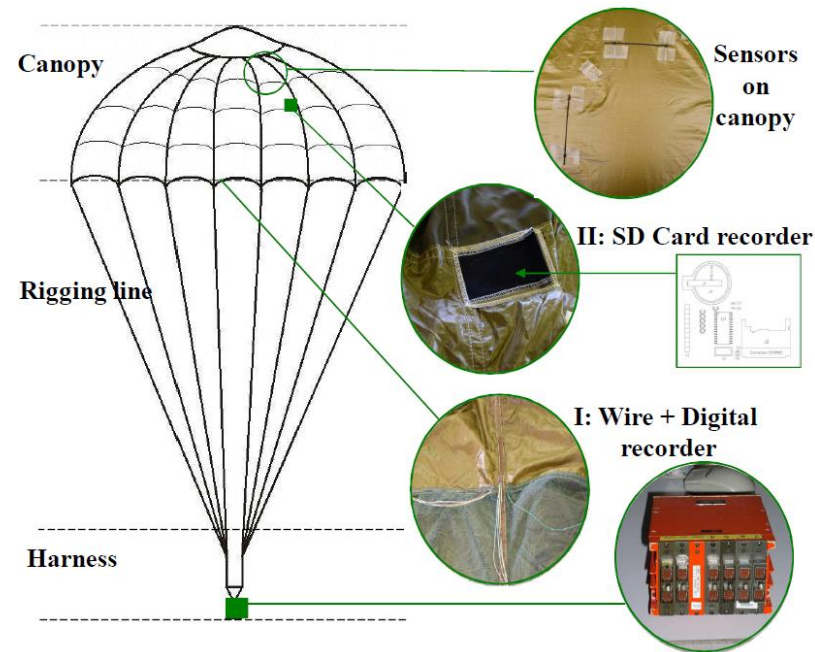 Canopy
Sensors
on
canopy
II: SD Card recorder
Rigging line
I: Wire + Digital
recorder
Harness